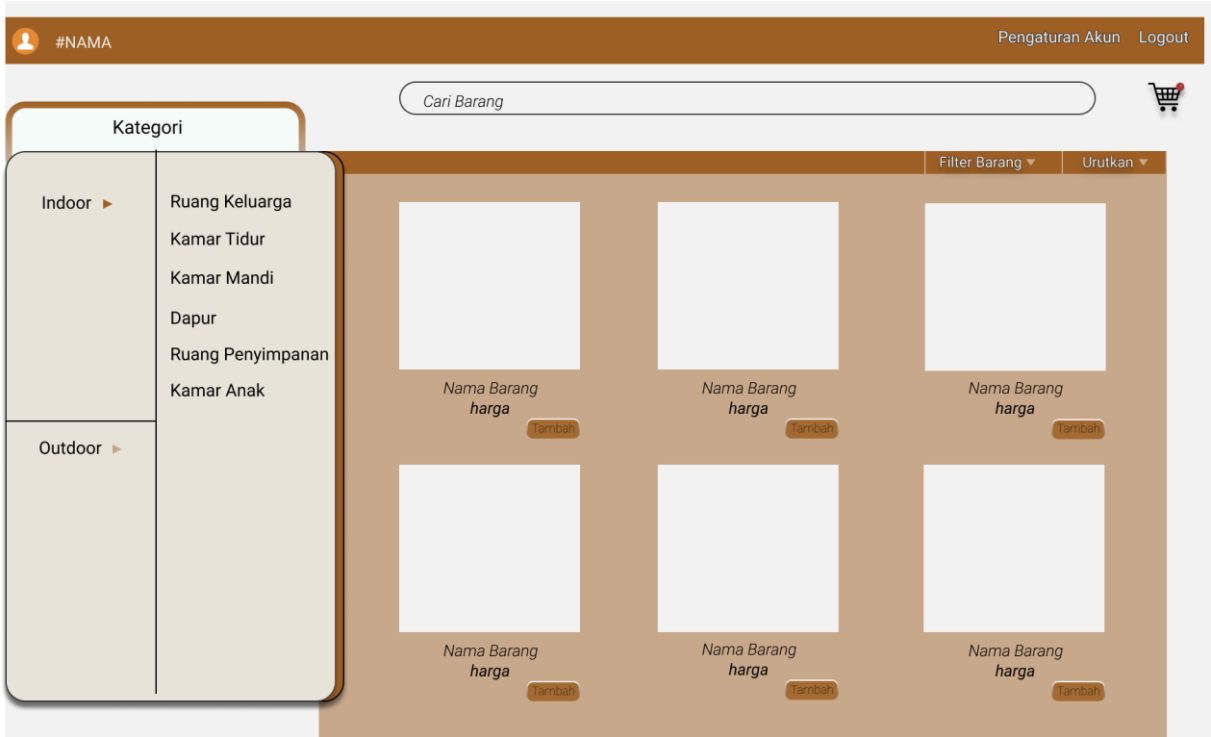 #NAMA
Pengaturan Akun Logout
Cari Barang
Kategori
Filter Barang Urutkan
Indoor
Ruang Keluarga
Kamar Tidur
Kamar Mandi
Dapur
Ruang Penyimpanan
Kamar Anak
Outdoor
Nama Barang
harga
Tambah
Nama Barang
harga
Tambah
Nama Barang
harga
Tambah
Nama Barang
harga
Tambah
Nama Barang
harga
Tambah
Nama Barang
harga
Tambah